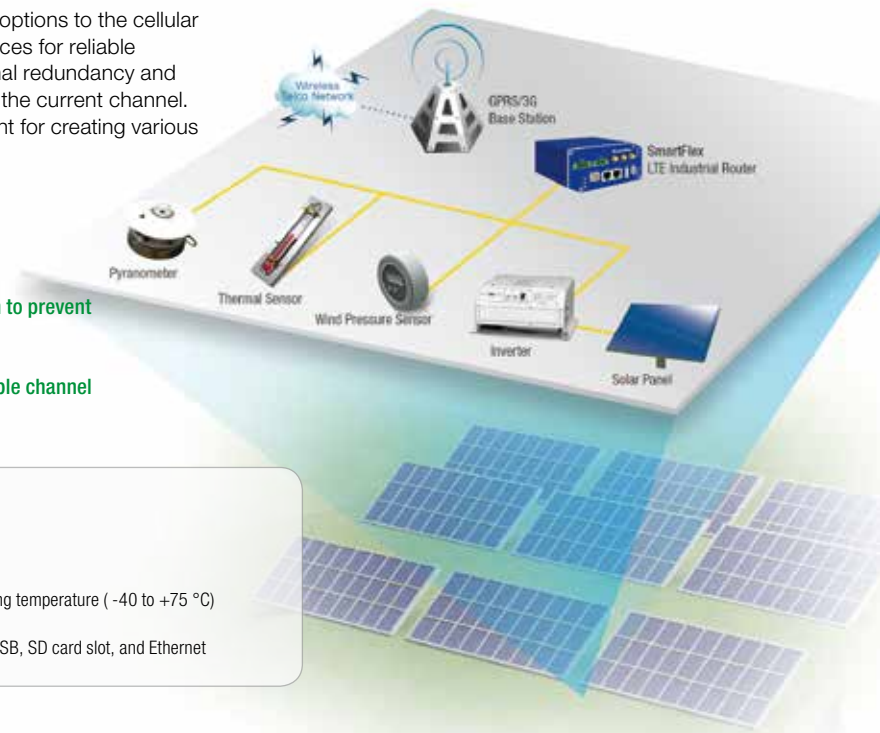 options to the cellular
ces for reliable
nal redundancy and
the current channel.
nt for creating various
to prevent
ble channel
ng temperature ( -40 to +75 °C)
SB, SD card slot, and Ethernet
Wireless
Telco Network
GPRS/3G
Base Station
SmartFlex
LTE Industrial Router
Pyranometer
Thermal Sensor
Wind Pressure Sensor
Inverter
Solar Panel